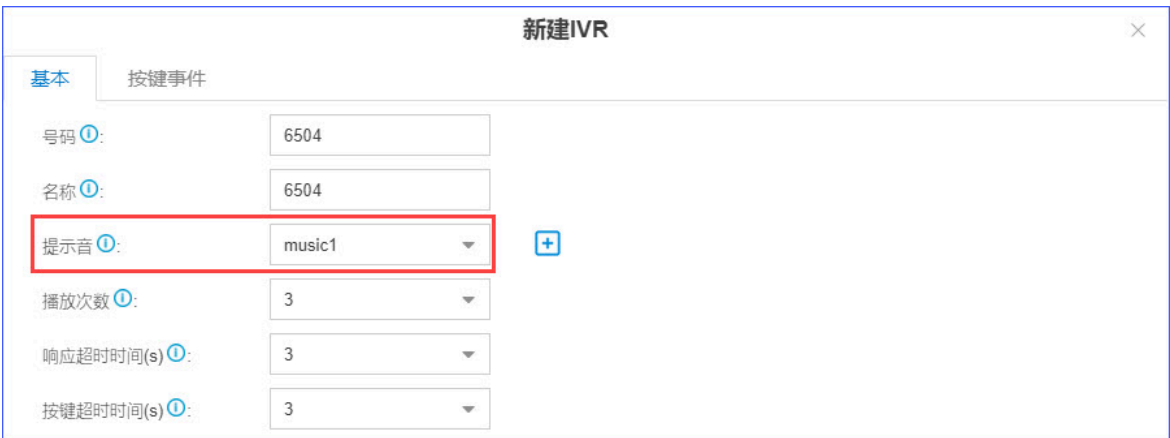 新建IVR
基本 按键事件
号码: 6504
名称: 6504
提示音: music1
播放次数: 3
响应超时时间(s): 3
按键超时时间(s): 3